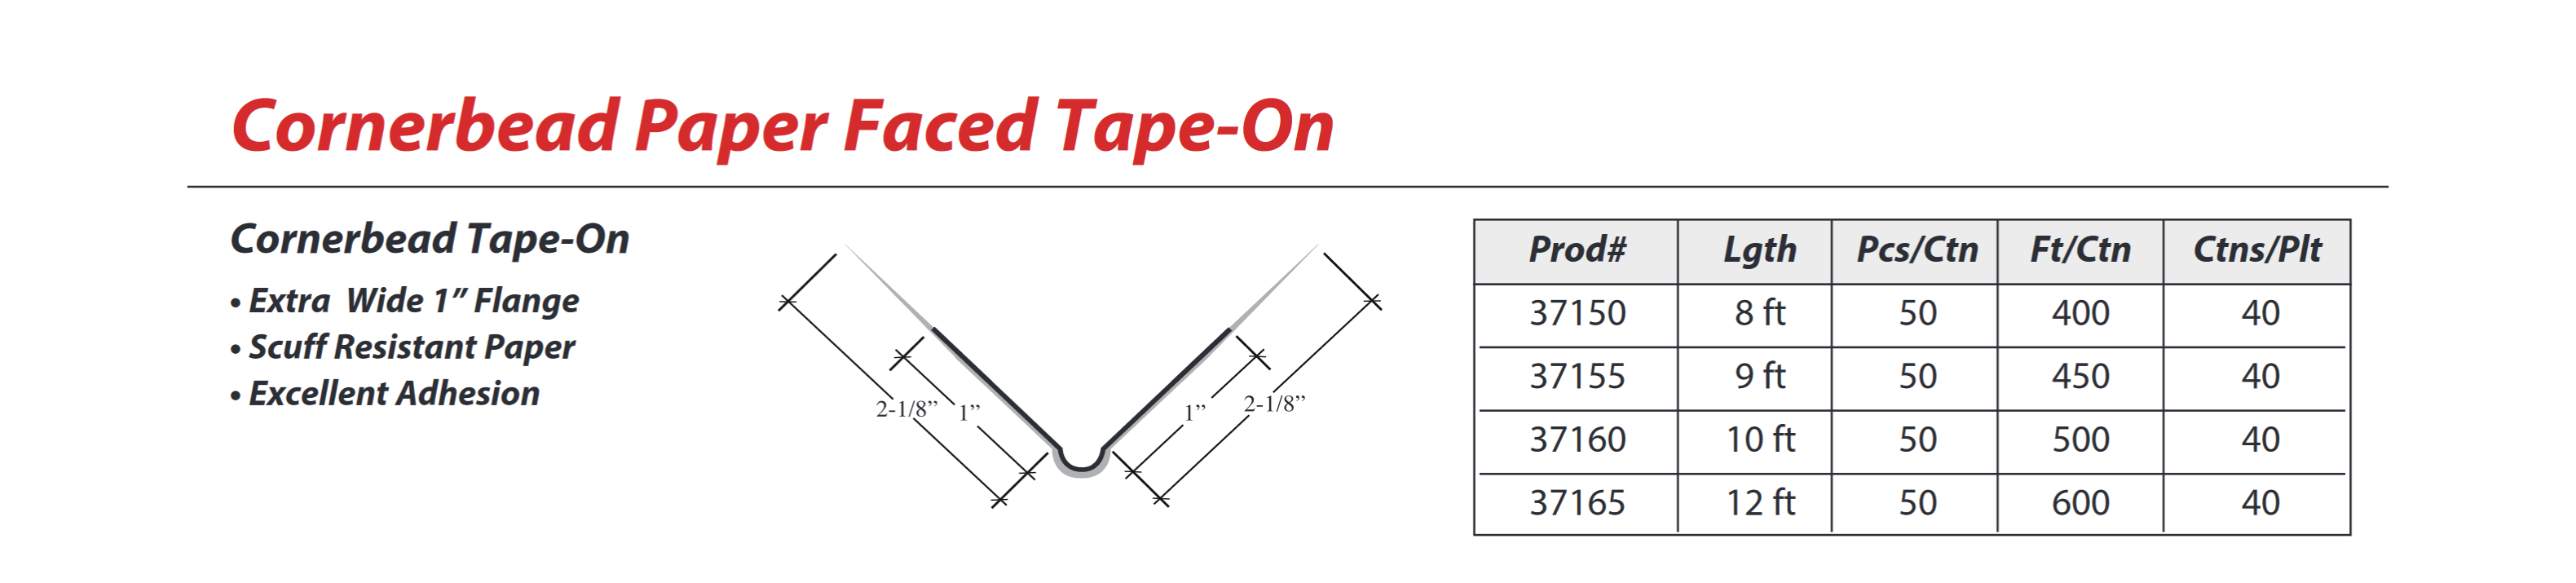 Cornerbead Paper Faced Tape-On
Cornerbead Tape-On
• Extra Wide 1” Flange
• Scuff Resistant Paper
• Excellent Adhesion
2-1/8” 1” 1” 2-1/8”
Prod# Lgth Pcs/Ctn Ft/Ctn Ctns/Plt
37150 8 ft 50 400 40
37155 9 ft 50 450 40
37160 10 ft 50 500 40
37165 12 ft 50 600 40